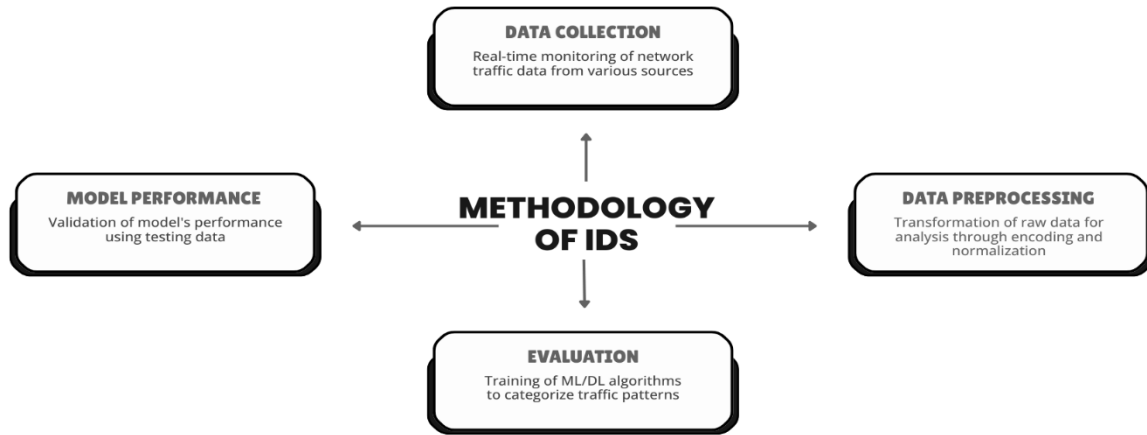 DATA COLLECTION
Real-time monitoring of network
traffic data from various sources
MODEL PERFORMANCE
Validation of model's performance
using testing data
METHODOLOGY
OF IDS
DATA PREPROCESSING
Transformation of raw data for
analysis through encoding and
normalization
EVALUATION
Training of ML/DL algorithms
to categorize traffic patterns